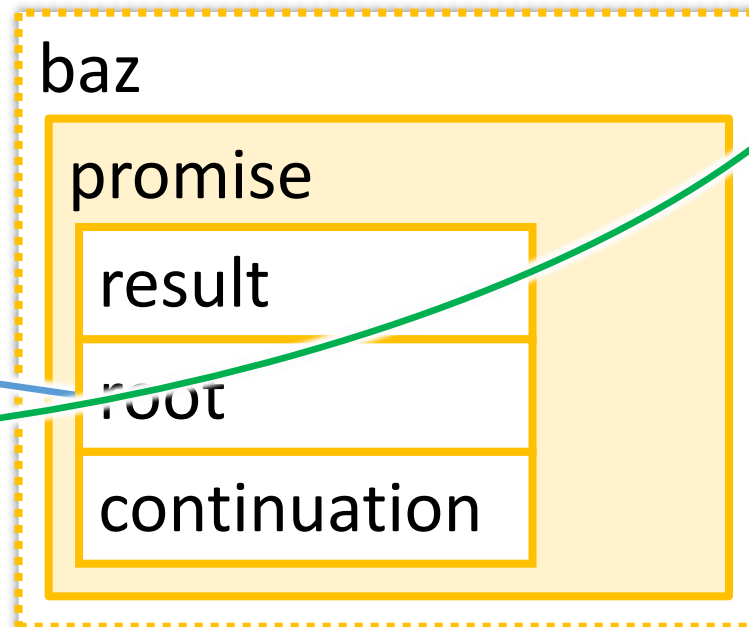 baz
promise
result
root
continuation